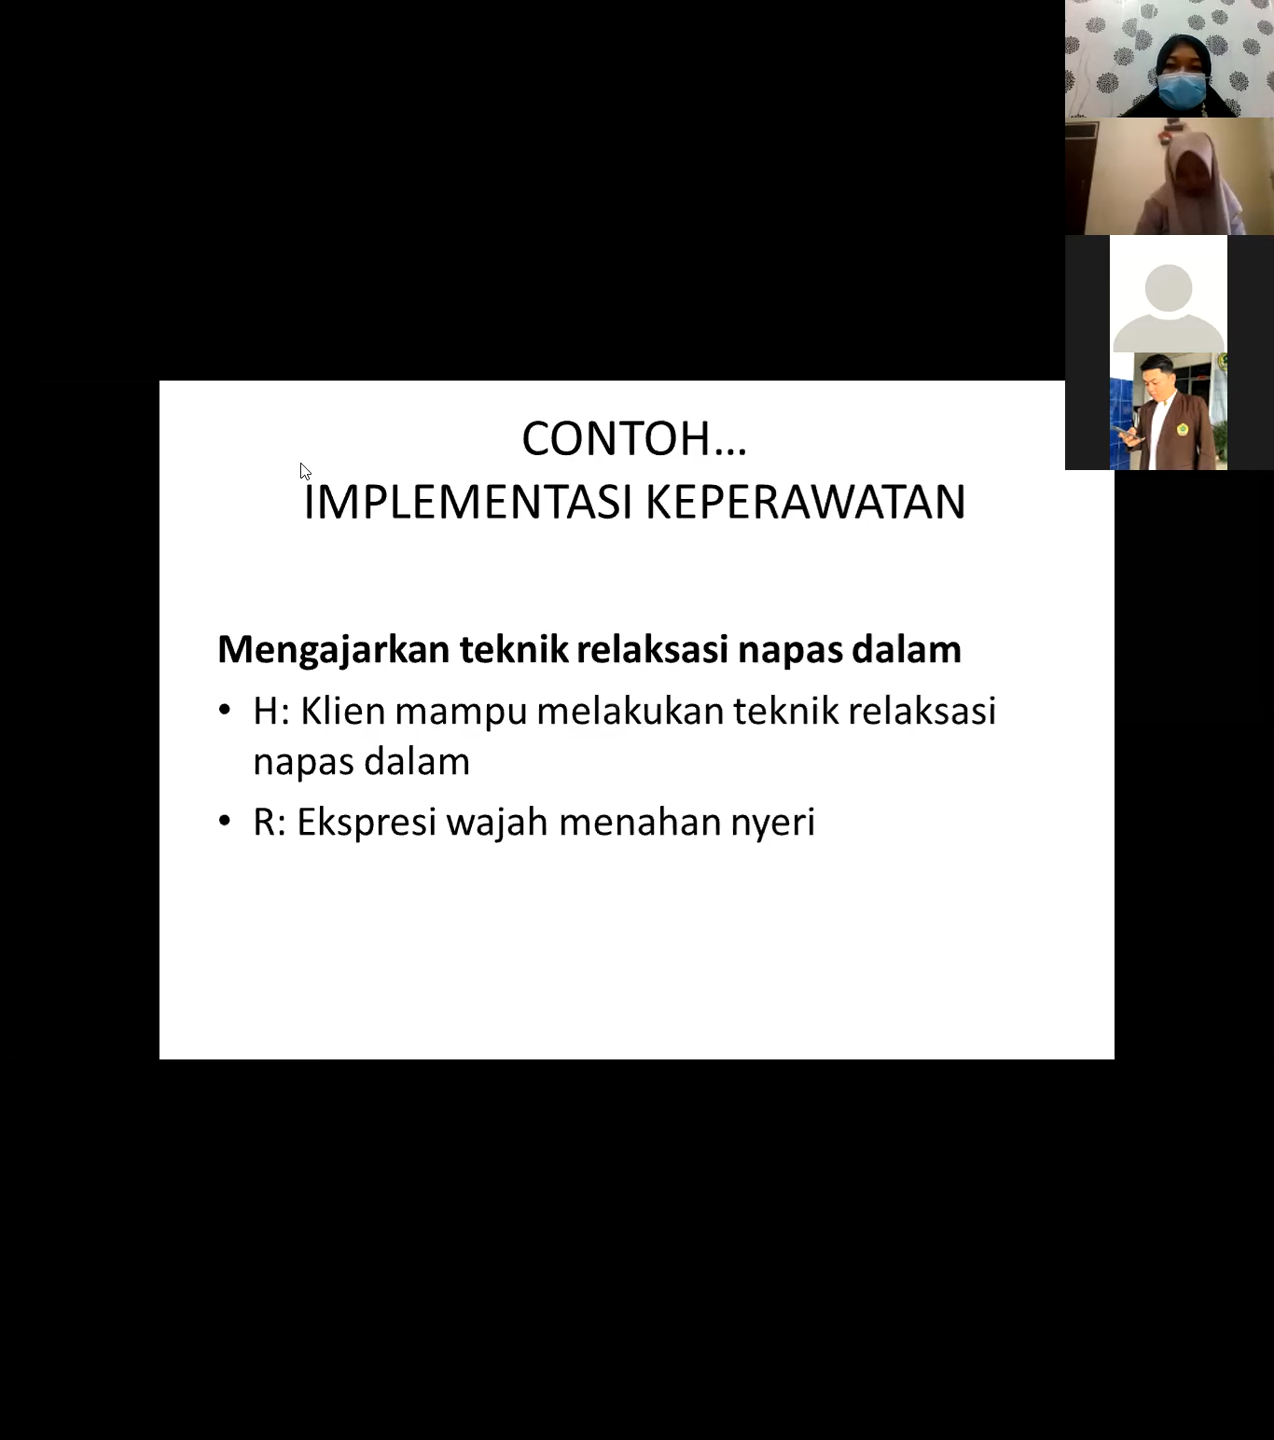 CONTOH...
IMPLEMENTASI KEPERAWATAN
Mengajarkan teknik relaksasi napas dalam
• H: Klien mampu melakukan teknik relaksasi
napas dalam
• R: Ekspresi wajah menahan nyeri